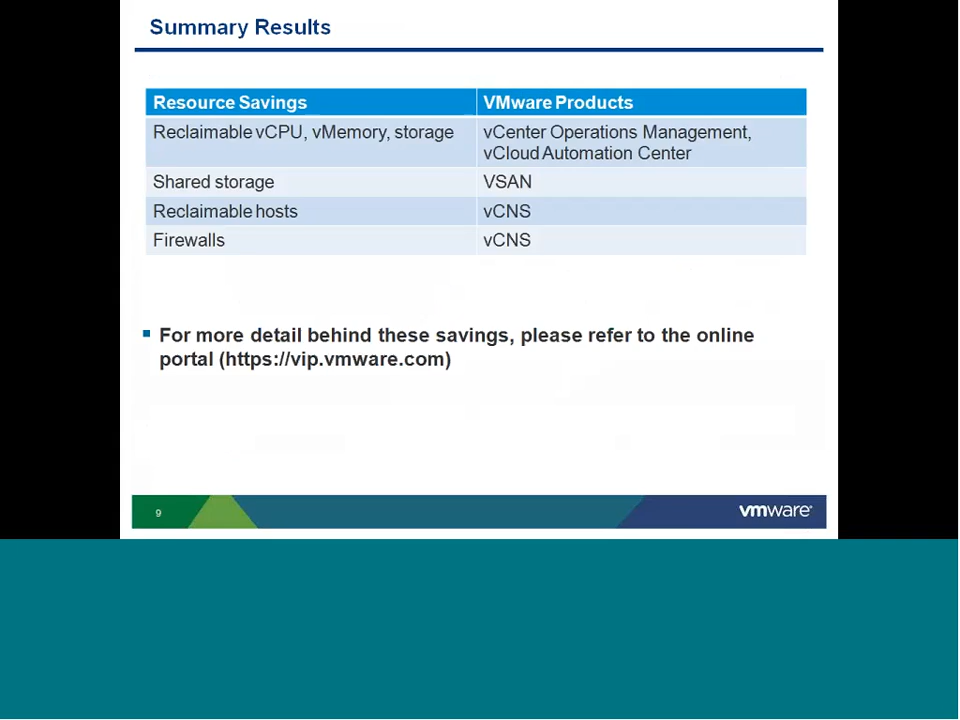 Summary Results
Resource Savings VMware Products
Reclaimable vCPU, vMemory, storage vCenter Operations Management,
vCloud Automation Center
Shared storage VSAN
Reclaimable hosts vCNS
Firewalls vCNS
For more detail behind these savings, please refer to the online
portal (https://vip.vmware.com)
9 vmware